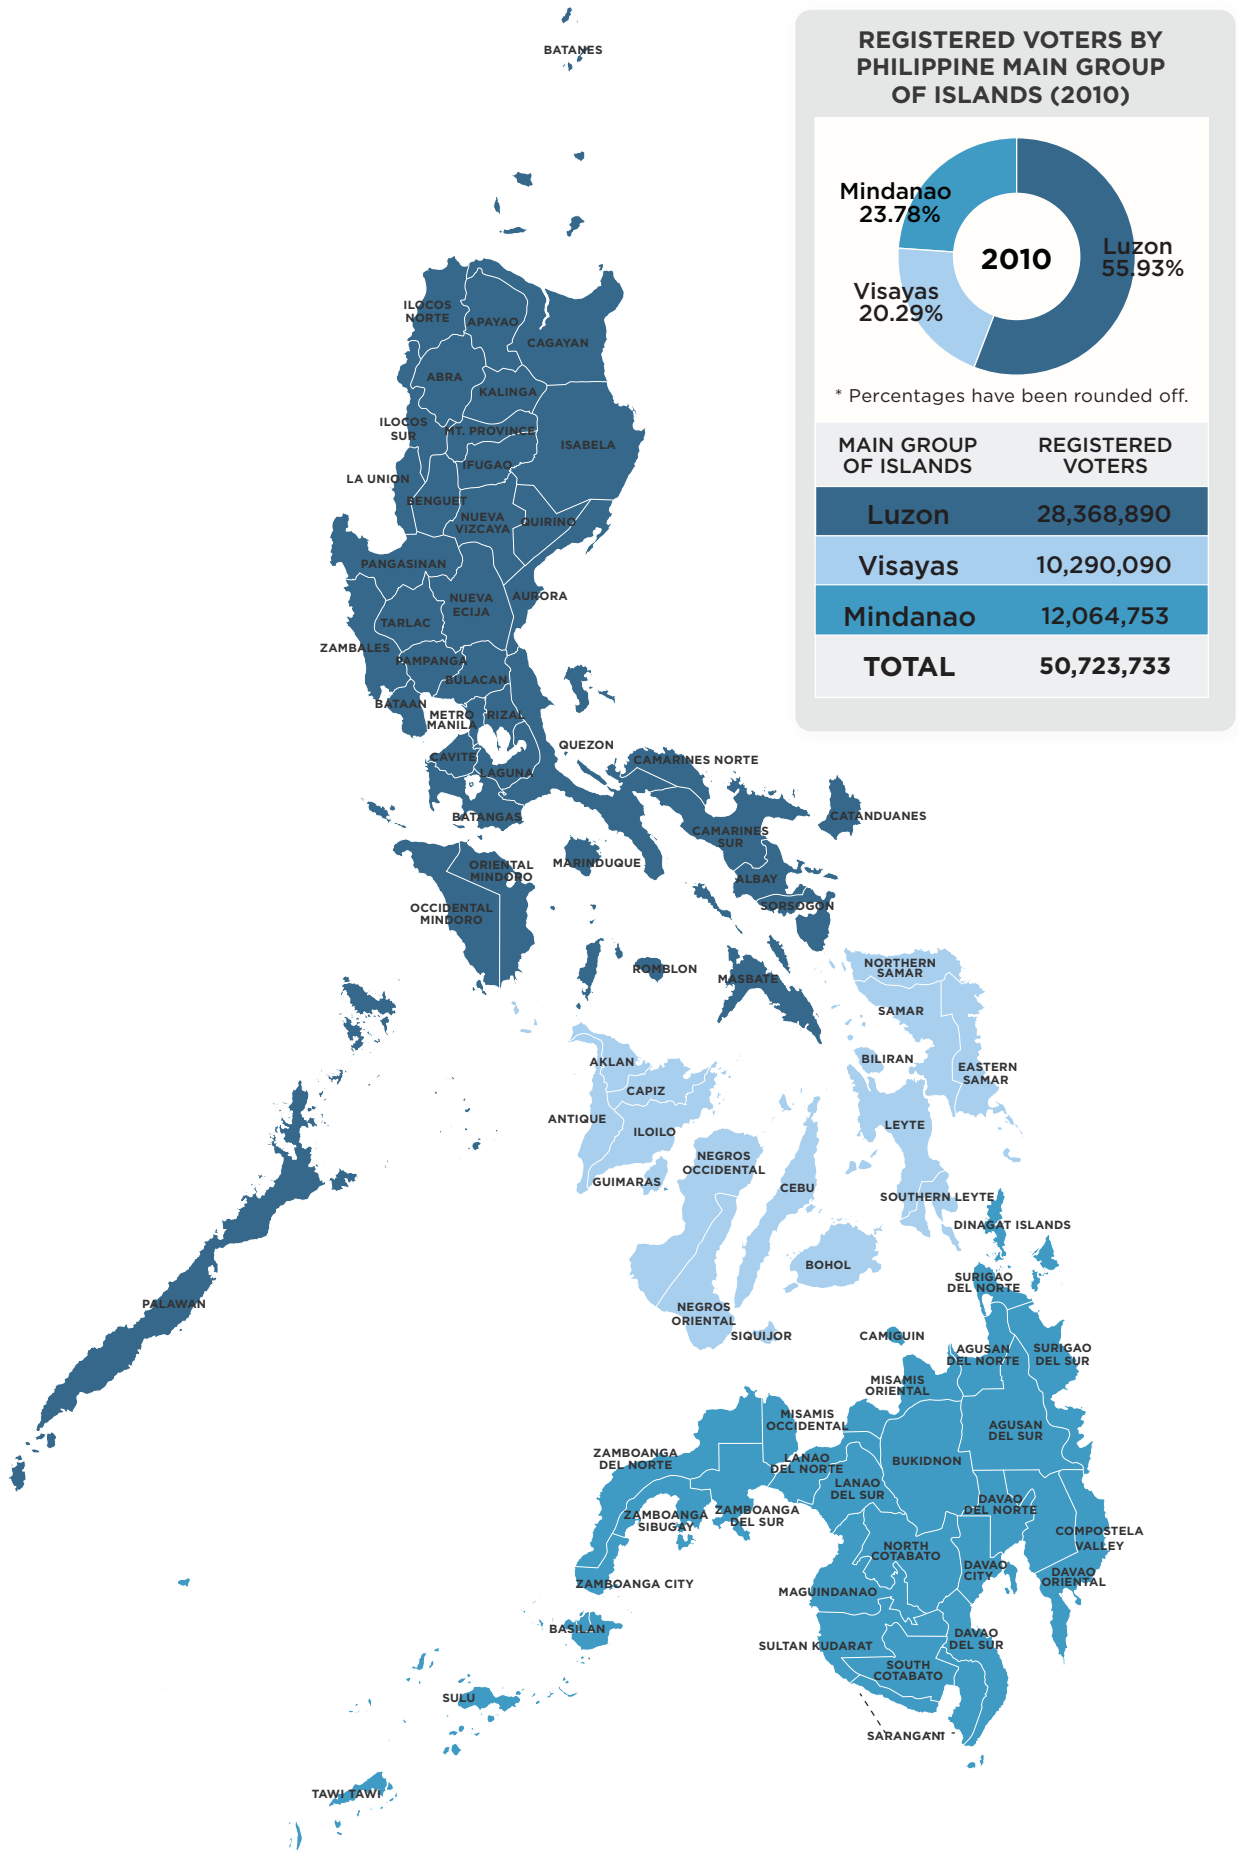 REGISTERED VOTERS BY
PHILIPPINE MAIN GROUP
OF ISLANDS (2010)
Mindanao
23.78%
Luzon
55.93%
2010
Visayas
20.29%
* Percentages have been rounded off.
MAIN GROUP
OF ISLANDS
REGISTERED
VOTERS
Luzon 28,368,890
Visayas 10,290,090
Mindanao 12,064,753
TOTAL 50,723,733
BATANES
ILOCOS
NORTE
APAYAO
CAGAYAN
ABRA
KALINGA
ILOCOS
SUR
MT. PROVINCE
ISABELA
IFUGAO
LA UNION
BENGUET
NUEVA
VIZCAYA
QUIRINO
PANGASINAN
AURORA
NUEVA
ECIJA
TARLAC
ZAMBALES
PAMPANGA
BULACAN
BATAAN
METRO
MANILA
RIZAL
QUEZON
CAVITE
LAGUNA
CAMARINES NORTE
BATANGAS
CATANDUANES
CAMARINES
SUR
MARINDUQUE
ORIENTAL
MINDORO
ALBAY
OCCIDENTAL
MINDORO
SORSOGON
ROMBLON
MASBATE
NORTHERN
SAMAR
SAMAR
BILIRAN
EASTERN
SAMAR
AKLAN
CAPIZ
ANTIQUE
ILOILO
LEYTE
NEGROS
OCCIDENTAL
GUIMARAS
CEBU
SOUTHERN LEYTE
DINAGAT ISLANDS
BOHOL
SURIGAO
DEL NORTE
PALAWAN
NEGROS
ORIENTAL
SIQUIJOR
CAMIGUIN
AGUSAN
DEL NORTE
SURIGAO
DEL SUR
MISAMIS
ORIENTAL
MISAMIS
OCCIDENTAL
AGUSAN
DEL SUR
ZAMBOANGA
DEL NORTE
LANAO
DEL NORTE
BUKIDNON
LANAO
DEL SUR
DAVAO
DEL NORTE
ZAMBOANGA
SIBUGAY
ZAMBOANGA
DEL SUR
COMPOSTELA
VALLEY
NORTH
COTABATO
DAVAO
CITY
DAVAO
ORIENTAL
ZAMBOANGA CITY
MAGUINDANAO
BASILAN
SULTAN KUDARAT
DAVAO
DEL SUR
SOUTH
COTABATO
SULU
SARANGANI
TAWI TAWI